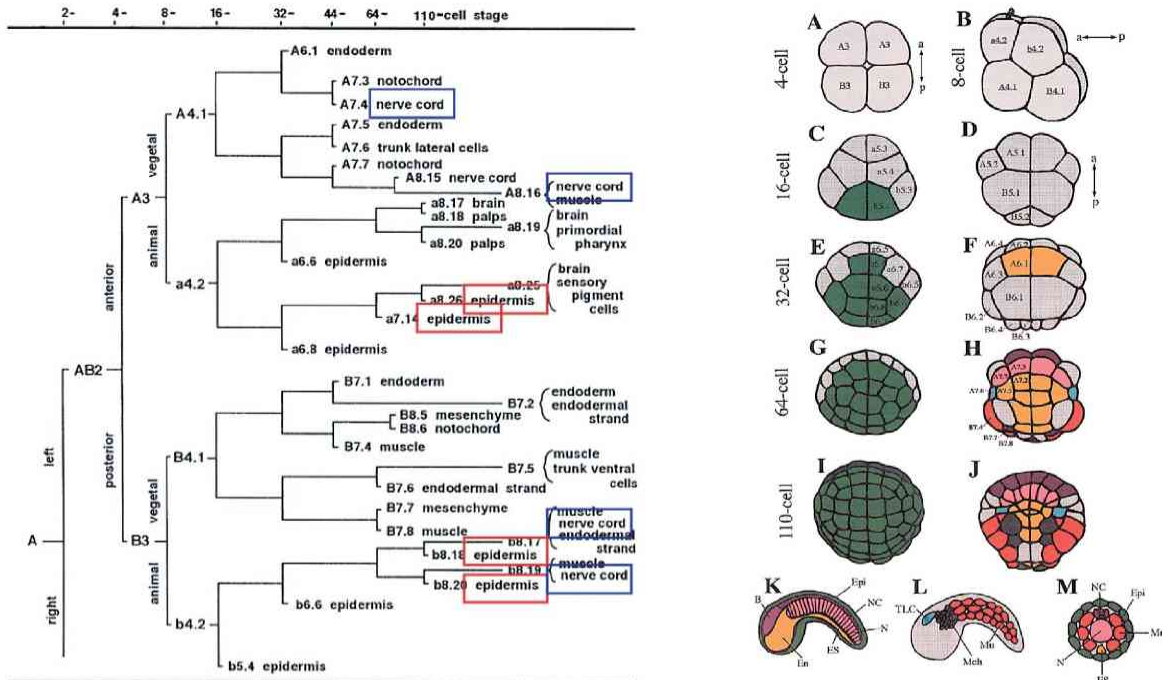 2- 4- 8- 16- 32- 64- 110-cell stage
A6.1 endoderm
A7.3 notochord
A7.4 nerve cord
A4.1
A7.5 endoderm
A7.6 trunk lateral cells
A7.7 notochord
A8.15 nerve cord
A8.16
nerve cord
muscle
vegetal
A3
animal
a8.17 brain
a8.18 palps
a8.19
brain
primordial
pharynx
a8.20 palps
a6.6 epidermis
a4.2
a8.25
brain
sensory
pigment
cells
a8.26 epidermis
a7.14 epidermis
a6.8 epidermis
anterior
AB2
posterior
left
A
right
B7.1 endoderm
B7.2
endoderm
endodermal
strand
B8.5 mesenchyme
B8.6 notochord
B7.4 muscle
B4.1
B7.5
muscle
trunk ventral
cells
B7.6 endodermal strand
B7.7 mesenchyme
B7.8 muscle
vegetal
B3
animal
b8.17
muscle
nerve cord
endodermal
strand
b8.18 epidermis
b8.19
muscle
nerve cord
b8.20 epidermis
b6.6 epidermis
b4.2
b5.4 epidermis
4-cell
A
A3 A3
B3 B3
a
p
8-cell
B
a4.2 b4.2
A4.1 B4.1
a p
16-cell
C
a5.3
a5.4
b5.3
D
A5.1
A5.2
B5.1
B5.2
a
p
32-cell
E
a6.5
a6.7
F
A6.4 A6.2
A6.1
A6.3
B6.1
B6.2
B6.4
B6.3
64-cell
G
H
A7.3
A7.6
B7.4
B7.7
B7.8
110-cell
I
J
K
Epi
B
NC
N
En
ES
L
TLC
Mch
Mu
M
NC
Epi
N
ES